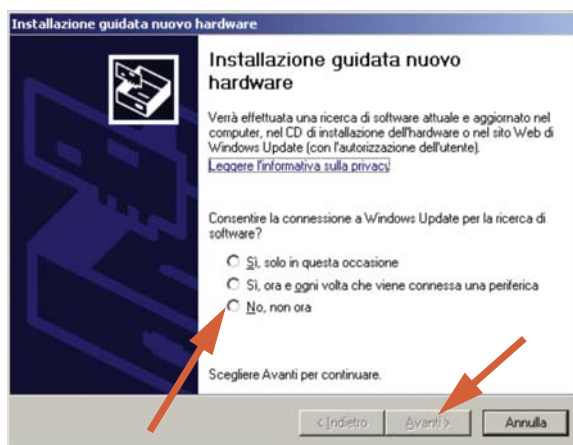 Installazione guidata nuovo hardware
Installazione guidata nuovo
hardware
Verrà effettuata una ricerca di software attuale e aggiornato nel
computer, nel CD di installazione dell'hardware o nel sito Web di
Windows Update (con l'autorizzazione dell'utente).
Leggere l'informativa sulla privacy
Consentire la connessione a Windows Update per la ricerca di
software?
Sì, solo in questa occasione
Sì, ora e ogni volta che viene connessa una periferica
No, non ora
Scegliere Avanti per continuare.
< Indietro Avanti > Annulla